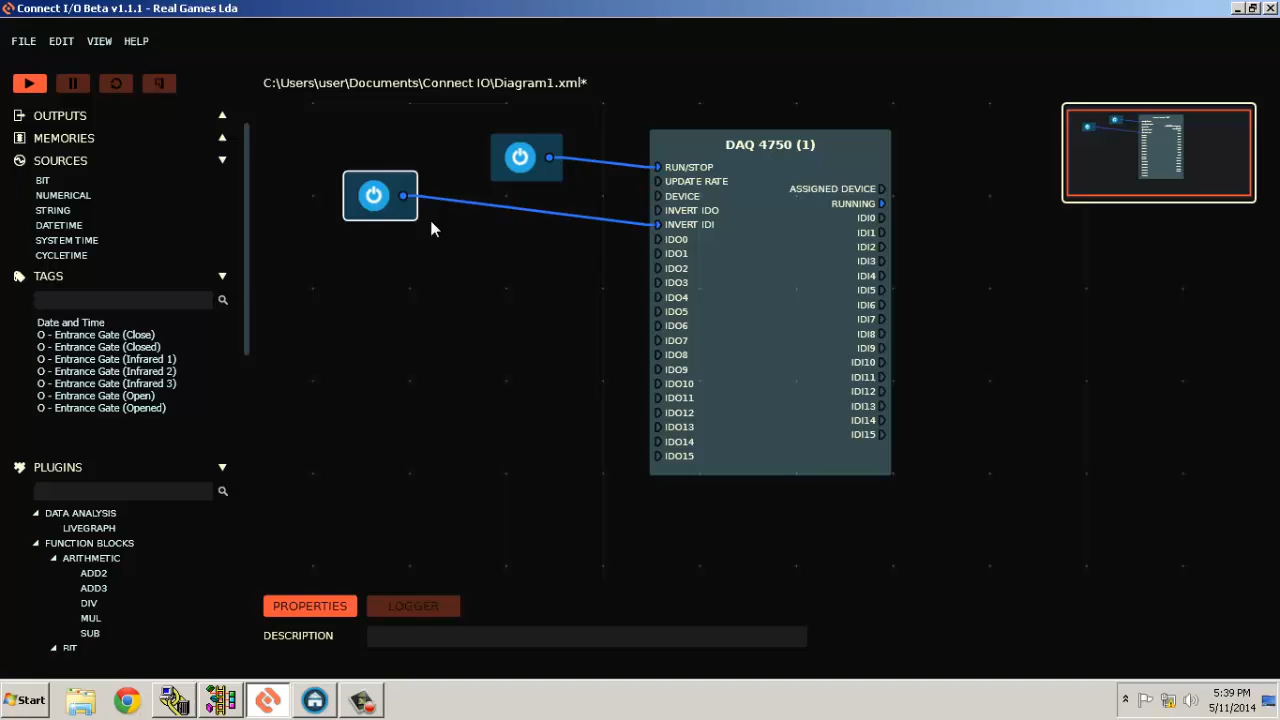 Connect I/O Beta v1.1.1 - Real Games Lda
FILE EDIT VIEW HELP
C:\Users\user\Documents\Connect IO\Diagram1.xml*
OUTPUTS
MEMORIES
SOURCES
BIT
NUMERICAL
STRING
DATETIME
SYSTEM TIME
CYCLETIME
TAGS
Date and Time
O - Entrance Gate (Close)
O - Entrance Gate (Closed)
O - Entrance Gate (Infrared 1)
O - Entrance Gate (Infrared 2)
O - Entrance Gate (Infrared 3)
O - Entrance Gate (Open)
O - Entrance Gate (Opened)
PLUGINS
DATA ANALYSIS
LIVEGRAPH
FUNCTION BLOCKS
ARITHMETIC
ADD2
ADD3
DIV
MUL
SUB
BIT
DAQ 4750 (1)
RUN/STOP
UPDATE RATE
DEVICE
INVERT IDO
INVERT IDI
IDO0
IDO1
IDO2
IDO3
IDO4
IDO5
IDO6
IDO7
IDO8
IDO9
IDO10
IDO11
IDO12
IDO13
IDO14
IDO15
ASSIGNED DEVICE
RUNNING
IDI0
IDI1
IDI2
IDI3
IDI4
IDI5
IDI6
IDI7
IDI8
IDI9
IDI10
IDI11
IDI12
IDI13
IDI14
IDI15
PROPERTIES LOGGER
DESCRIPTION
Start
5:39 PM
5/11/2014